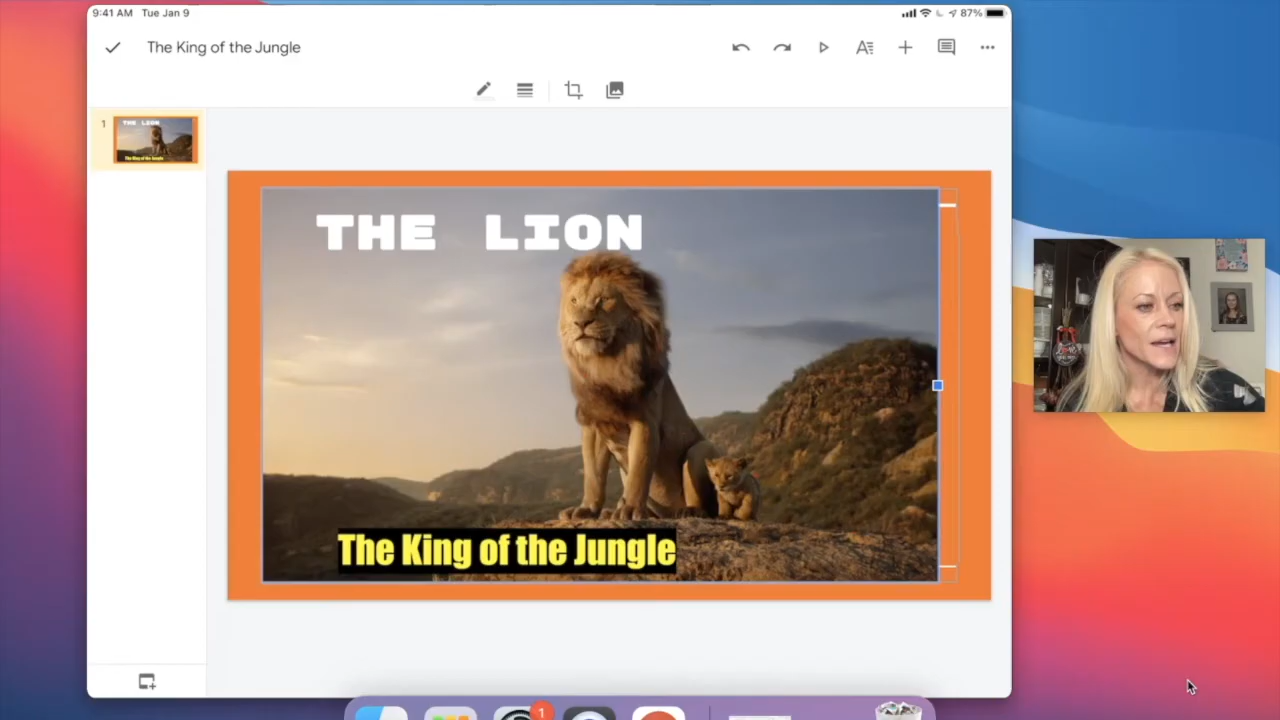 9:41 AM Tue Jan 9
87%
The King of the Jungle
1
THE LION
The King of the Jungle
THE LION
The King of the Jungle
1